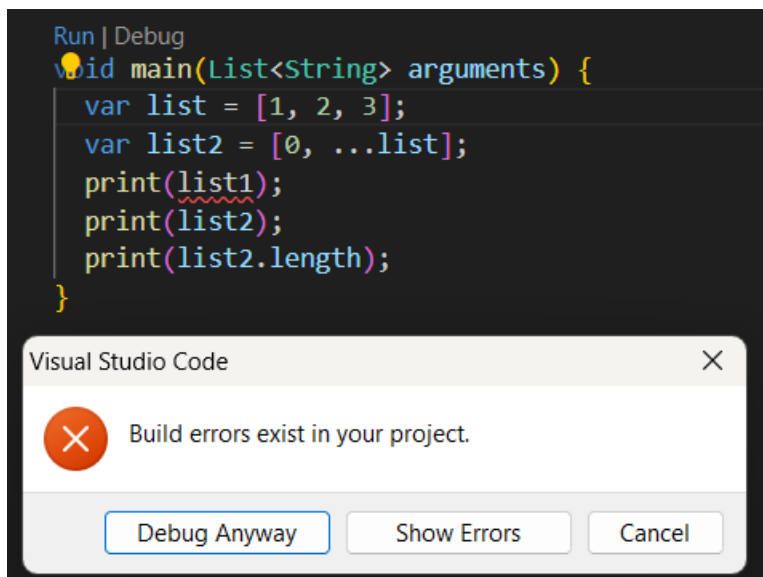 Run | Debug
void main(List<String> arguments) {
var list = [1, 2, 3];
var list2 = [0, ...list];
print(list1);
print(list2);
print(list2.length);
}
Visual Studio Code
Build errors exist in your project.
Debug Anyway Show Errors Cancel